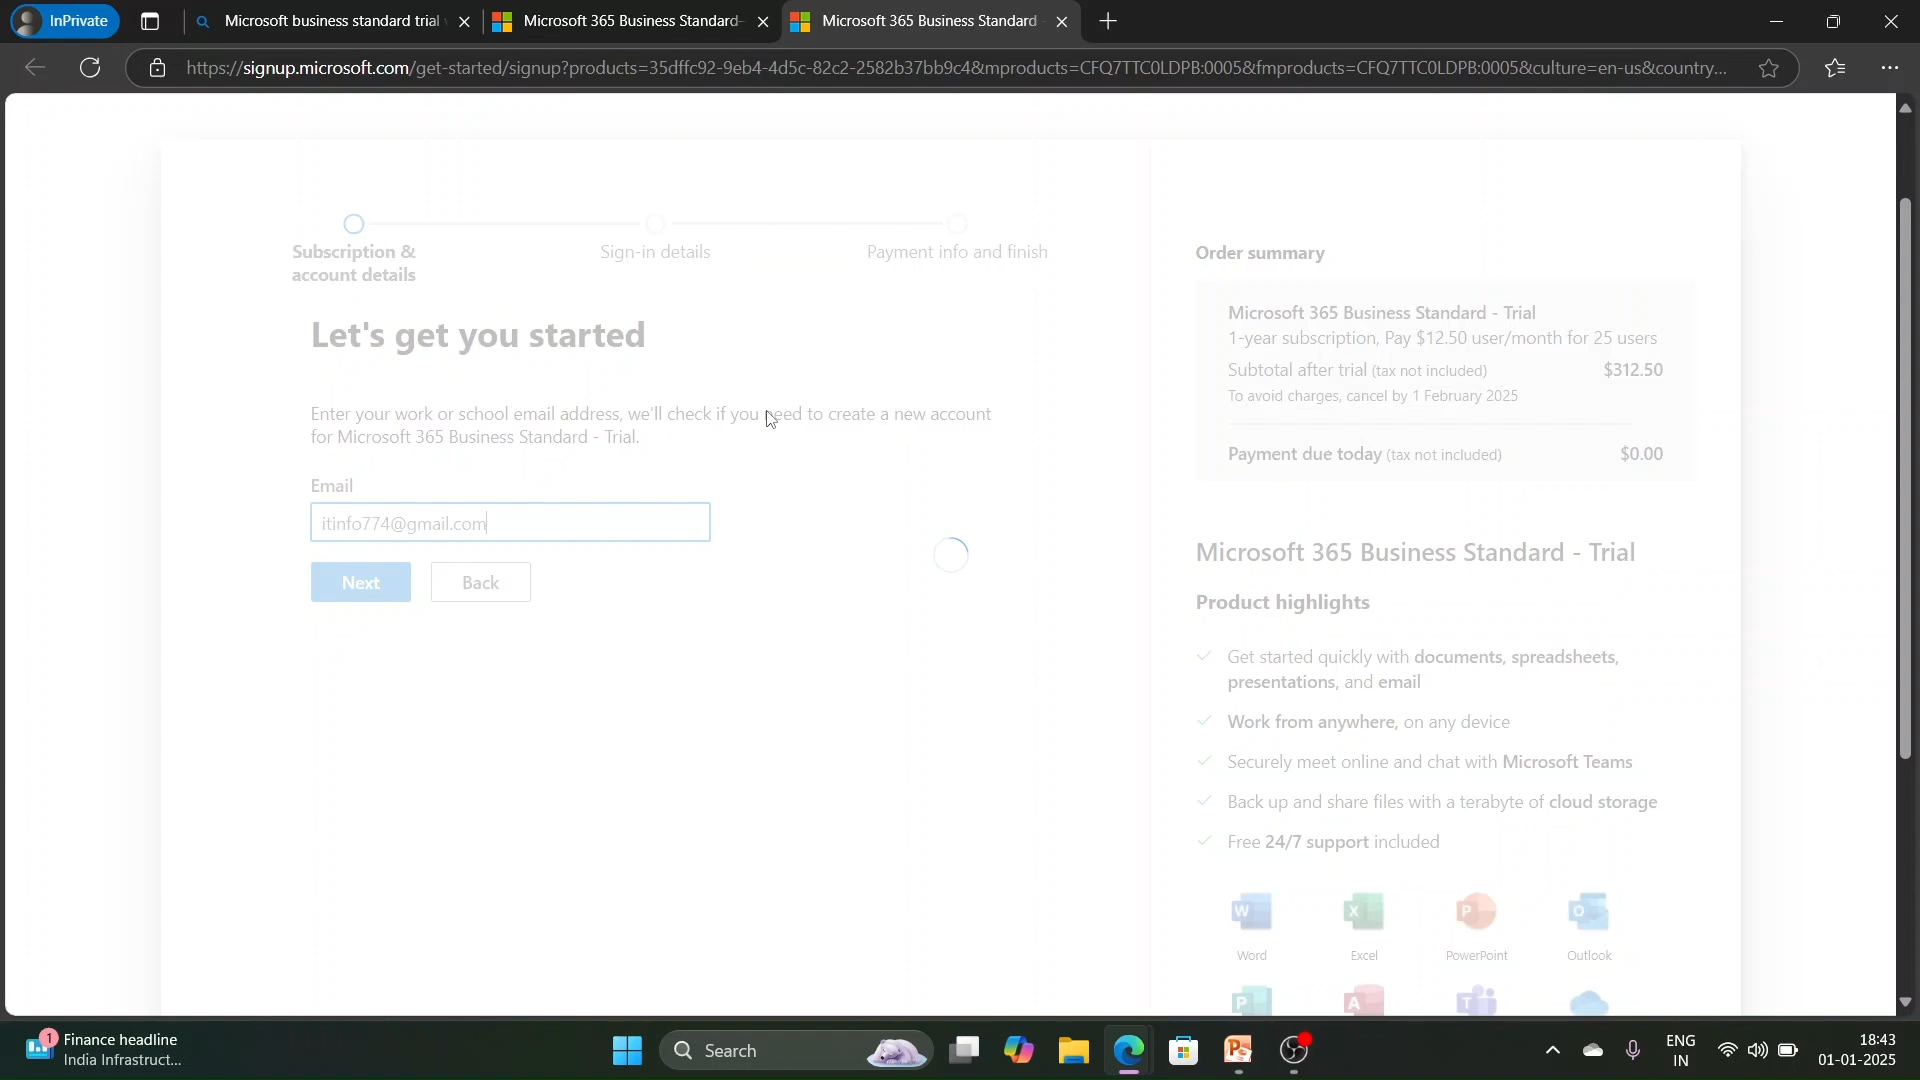 InPrivate
Microsoft business standard trial
Microsoft 365 Business Standard-
Microsoft 365 Business Standard
https://signup.microsoft.com/get-started/signup?products=35dffc92-9eb4-4d5c-82c2-2582b37bb9c4&mproducts=CFQ7TTC0LDPB:0005&fmproducts=CFQ7TTC0LDPB:0005&culture=en-us&country...
Subscription &
account details
Sign-in details
Payment info and finish
Let's get you started
Enter your work or school email address, we'll check if you need to create a new account
for Microsoft 365 Business Standard - Trial.
Email
itinfo774@gmail.com
Next
Back
Order summary
Microsoft 365 Business Standard - Trial
1-year subscription, Pay $12.50 user/month for 25 users
Subtotal after trial (tax not included) $312.50
To avoid charges, cancel by 1 February 2025
Payment due today (tax not included) $0.00
Microsoft 365 Business Standard - Trial
Product highlights
Get started quickly with documents, spreadsheets,
presentations, and email
Work from anywhere, on any device
Securely meet online and chat with Microsoft Teams
Back up and share files with a terabyte of cloud storage
Free 24/7 support included
W X P O
Word Excel PowerPoint Outlook
P A T
1
Finance headline
India Infrastruct...
Search
ENG
IN
18:43
01-01-2025